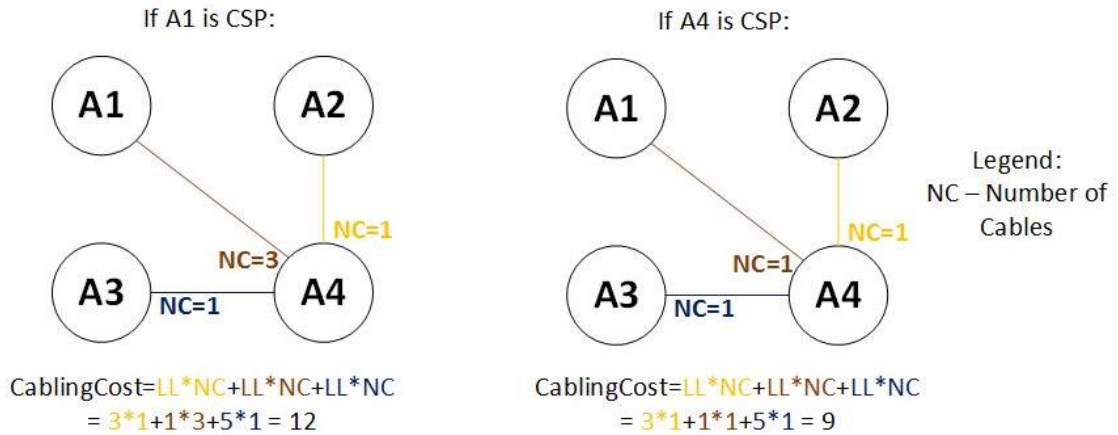 If A1 is CSP:
A1
A2
NC=1
NC=3
A3
NC=1
A4
CablingCost=LL*NC+LL*NC+LL*NC
= 3*1+1*3+5*1 = 12
If A4 is CSP:
A1
A2
NC=1
NC=1
A3
NC=1
A4
CablingCost=LL*NC+LL*NC+LL*NC
= 3*1+1*1+5*1 = 9
Legend:
NC – Number of
Cables